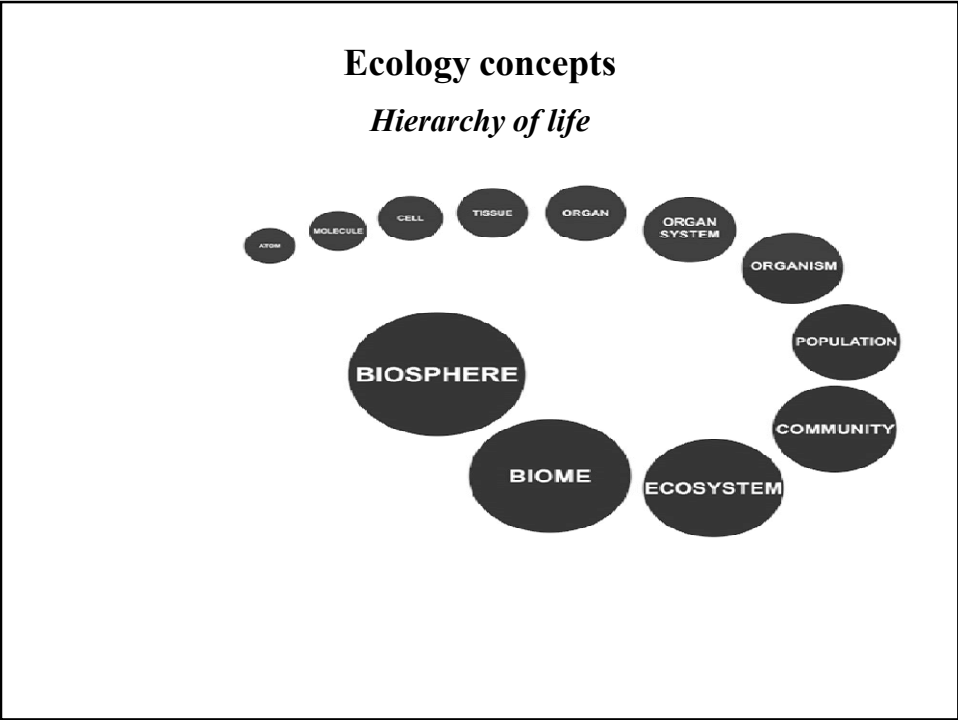 Ecology concepts
Hierarchy of life
ATOM
MOLECULE
CELL
TISSUE
ORGAN
ORGAN
SYSTEM
ORGANISM
POPULATION
COMMUNITY
ECOSYSTEM
BIOME
BIOSPHERE